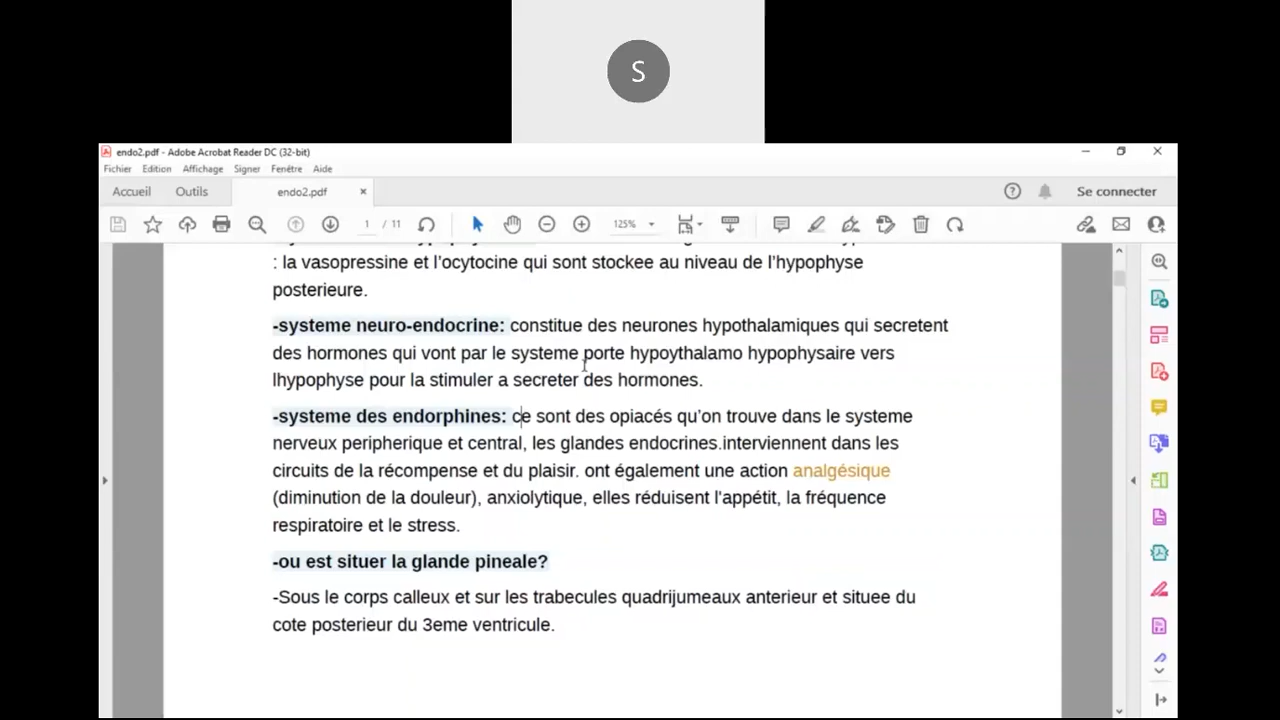 S
endo2.pdf - Adobe Acrobat Reader DC (32-bit)
Fichier Edition Affichage Signer Fenêtre Aide
Accueil Outils endo2.pdf × Se connecter
1 / 11 125%
: la vasopressine et l'ocytocine qui sont stockee au niveau de l'hypophyse
posterieure.
-systeme neuro-endocrine: constitue des neurones hypothalamiques qui secretent
des hormones qui vont par le systeme porte hypoythalamo hypophysaire vers
lhypophyse pour la stimuler a secreter des hormones.
-systeme des endorphines: ce sont des opiacés qu'on trouve dans le systeme
nerveux peripherique et central, les glandes endocrines.interviennent dans les
circuits de la récompense et du plaisir. ont également une action analgésique
(diminution de la douleur), anxiolytique, elles réduisent l'appétit, la fréquence
respiratoire et le stress.
-ou est situer la glande pineale?
-Sous le corps calleux et sur les trabecules quadrijumeaux anterieur et situee du
cote posterieur du 3eme ventricule.